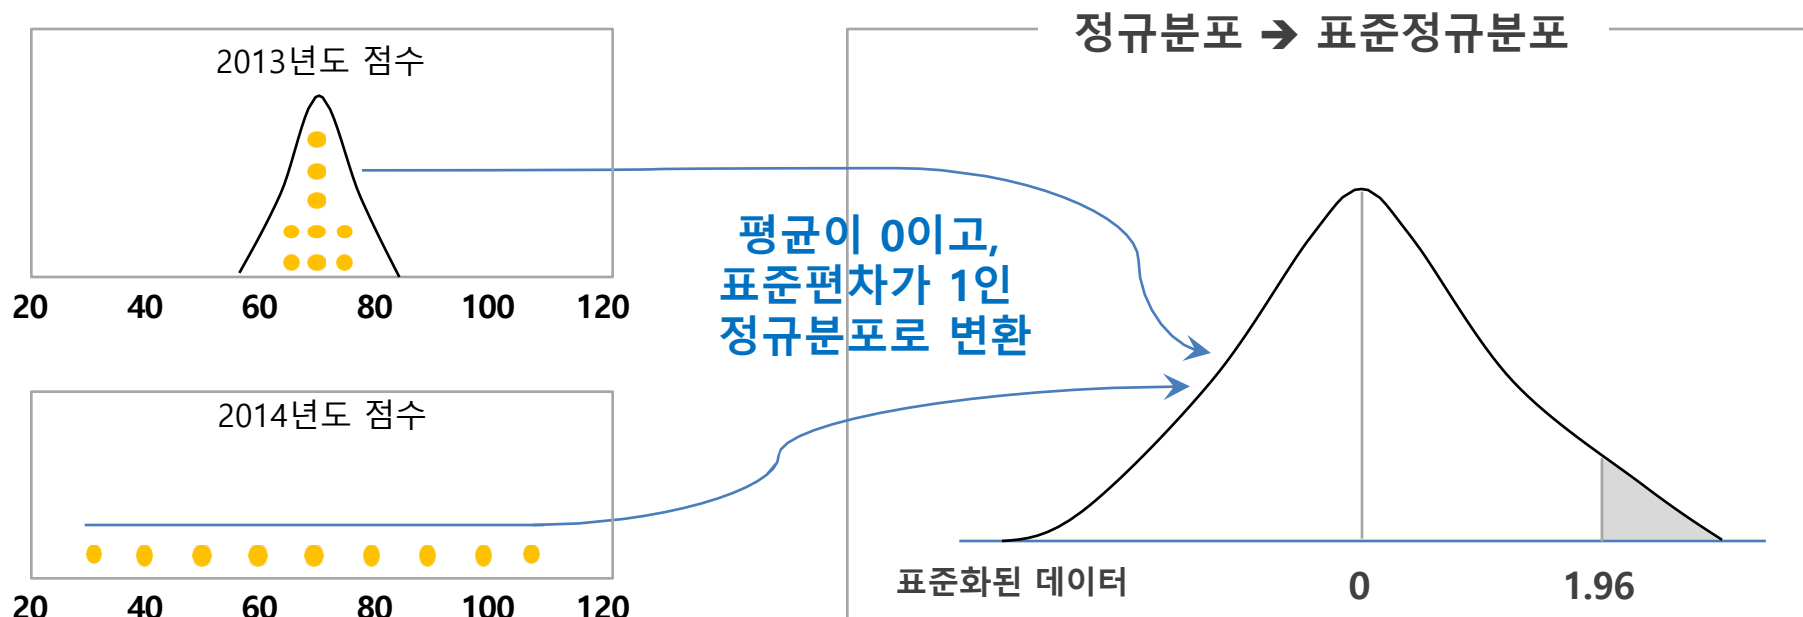 정규분포 ➔ 표준정규분포
2013년도 점수
20 40 60 80 100 120
평균이 0이고,
표준편차가 1인
정규분포로 변환
2014년도 점수
20 40 60 80 100 120
표준화된 데이터 0 1.96